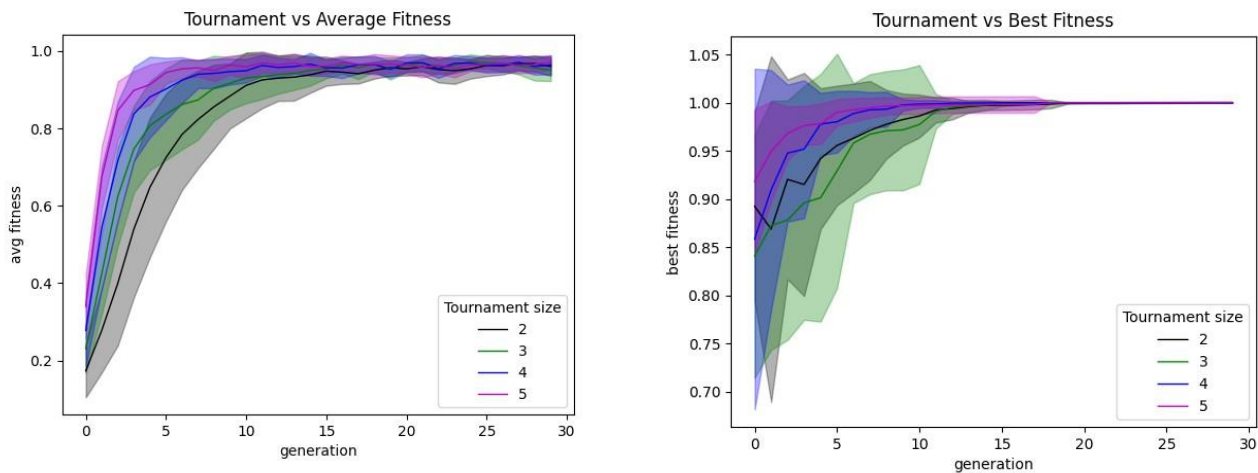 Tournament vs Average Fitness
1.0
0.8
0.6
0.4
0.2
avg fitness
0 5 10 15 20 25 30
generation
Tournament size
2
3
4
5
Tournament vs Best Fitness
1.05
1.00
0.95
0.90
0.85
0.80
0.75
0.70
best fitness
0 5 10 15 20 25 30
generation
Tournament size
2
3
4
5